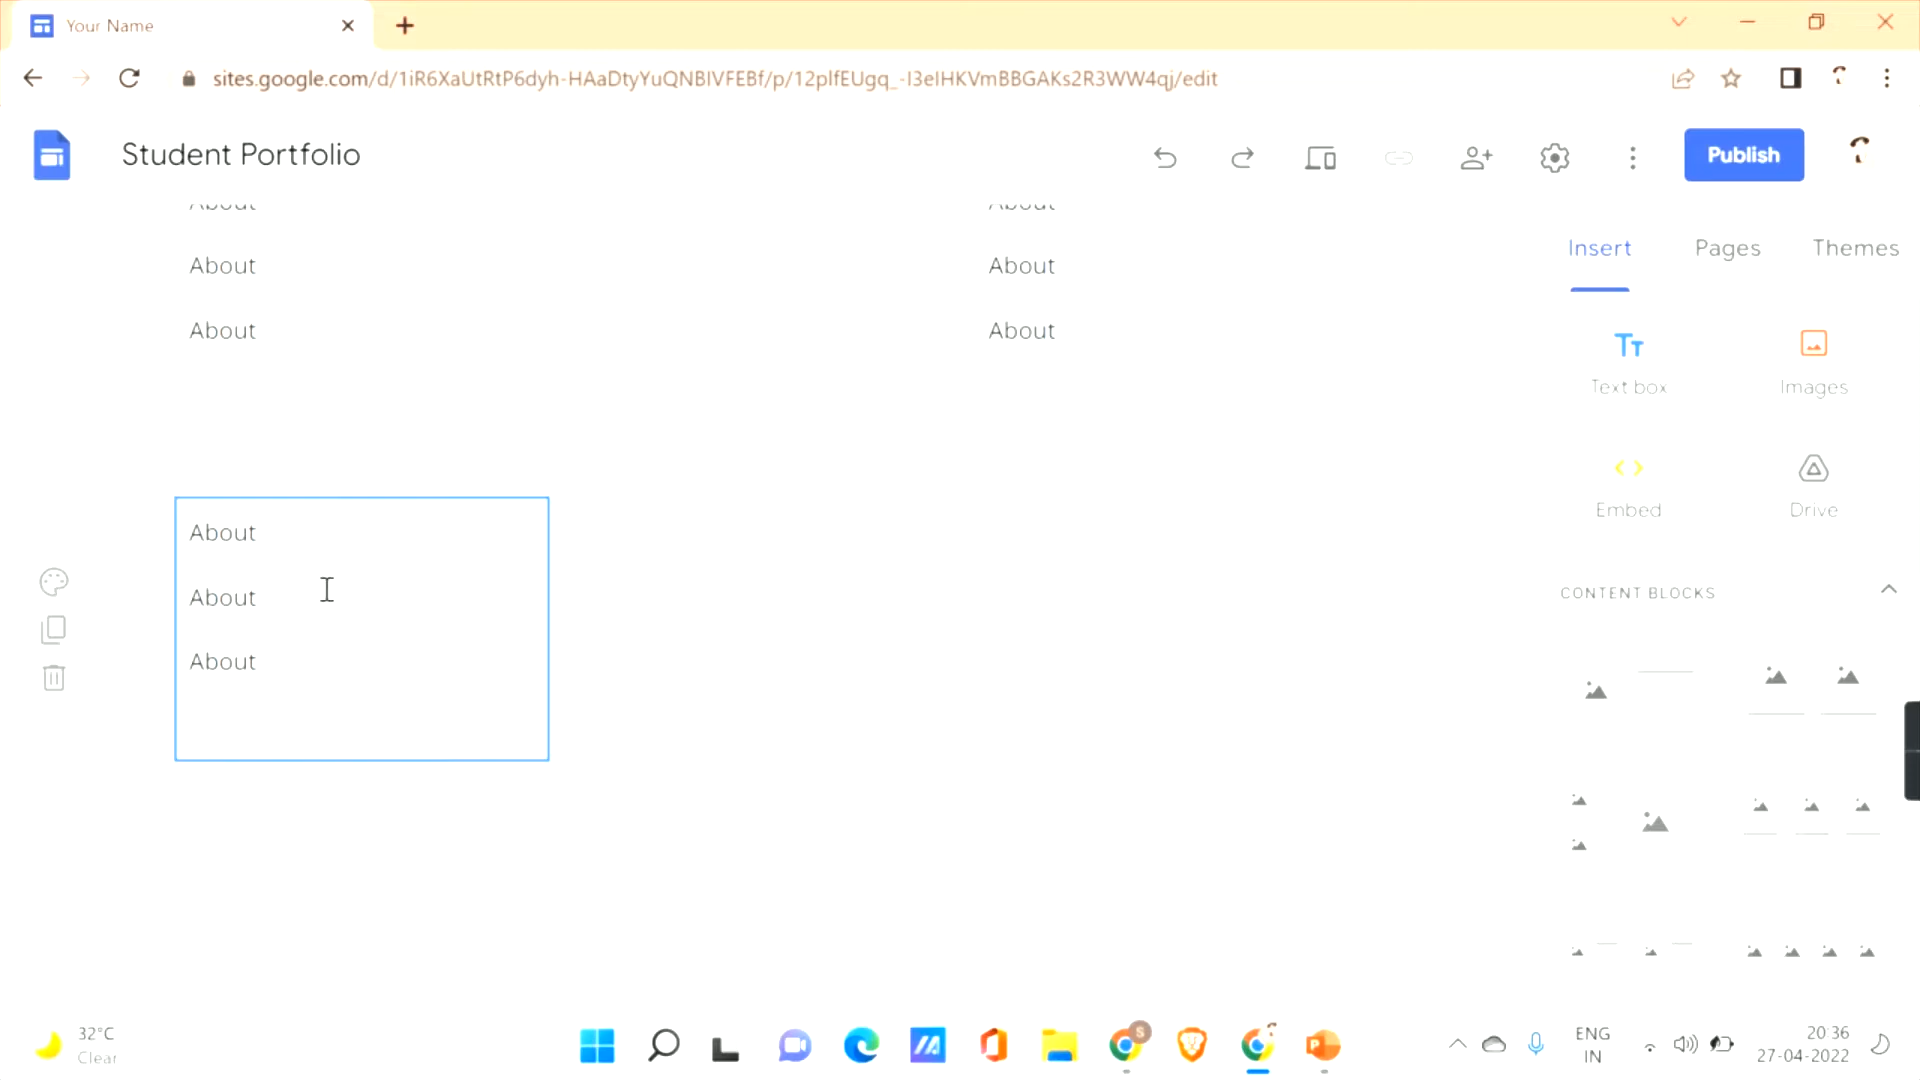 Your Name
sites.google.com/d/1iR6XaUtRtP6dyh-HAaDtyYuQNBIVFEBf/p/12plfEUgq_-I3eIHKVmBBGAKs2R3WW4qj/edit
Student Portfolio
Publish
About About
Insert Pages Themes
About About
About About
Text box Images
Embed Drive
About
CONTENT BLOCKS
About
About
32°C
Clear
S
ENG
IN
20:36
27-04-2022